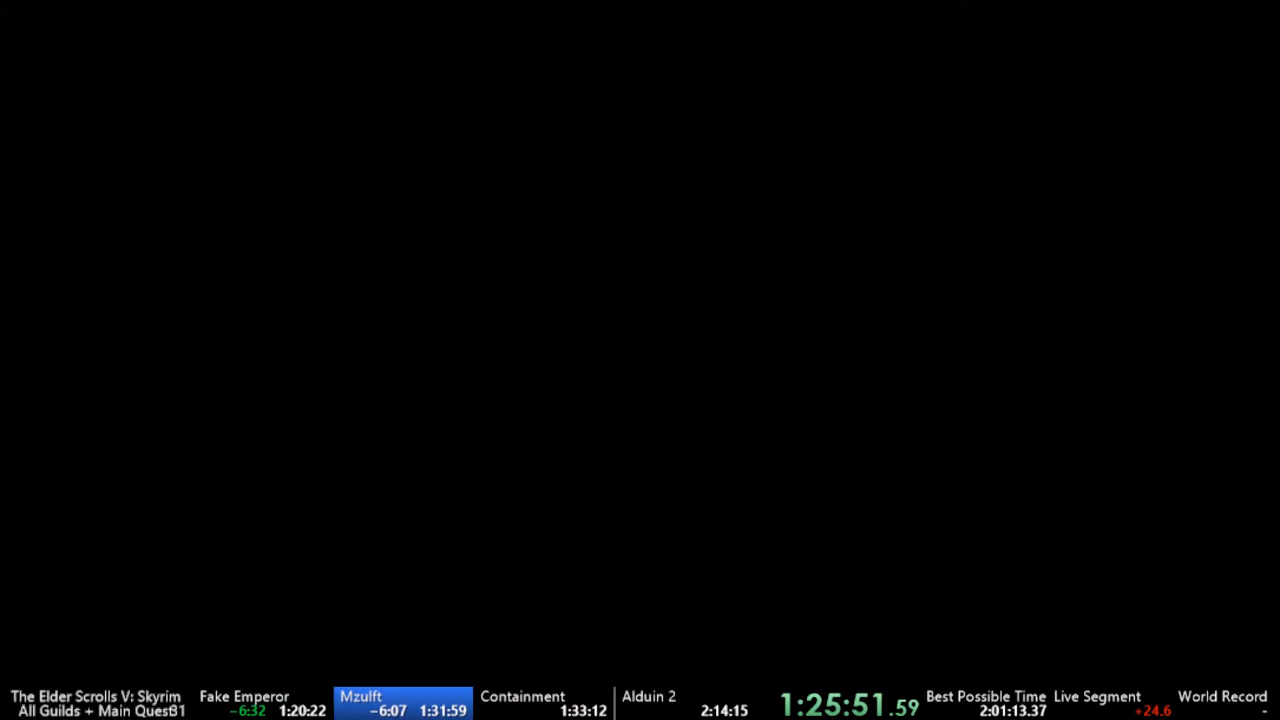 The Elder Scrolls V: Skyrim
All Guilds + Main Quest 31
Fake Emperor
-6:32 1:20:22
Mzulft
-6:07 1:31:59
Containment
1:33:12
Alduin 2
2:14:15
1:25:51.59
Best Possible Time
2:01:13.37
Live Segment
+24.6
World Record
-